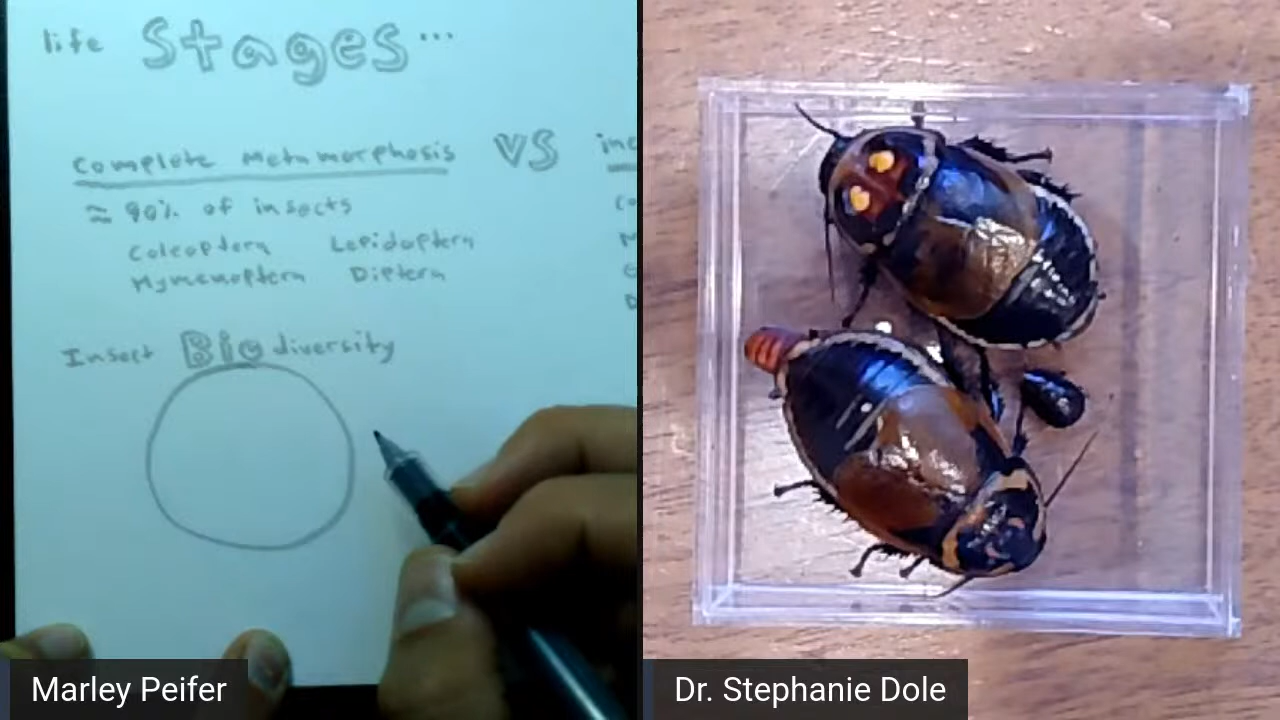 life Stages...
Complete Metamorphosis VS inc
≈ 90% of insects
Coleoptera Lepidoptera
Hymenoptera Diptera
Insect Biodiversity
Marley Peifer
Dr. Stephanie Dole